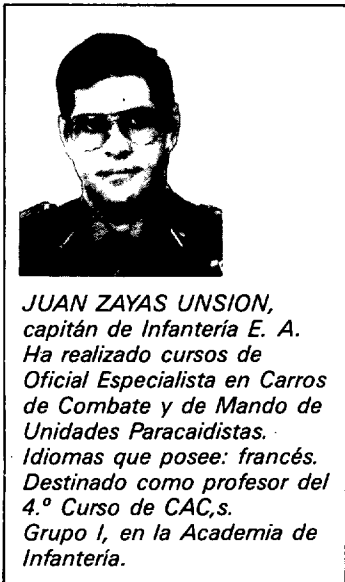 JUAN ZAYAS UNSION,
capitán de Infantería E. A.
Ha realizado cursos de
Oficial Especialista en Carros
de Combate y de Mando de
Unidades Paracaidistas.
Idiomas que posee: francés.
Destinado como profesor del
4.º Curso de CAC,s.
Grupo I, en la Academia de
Infantería.